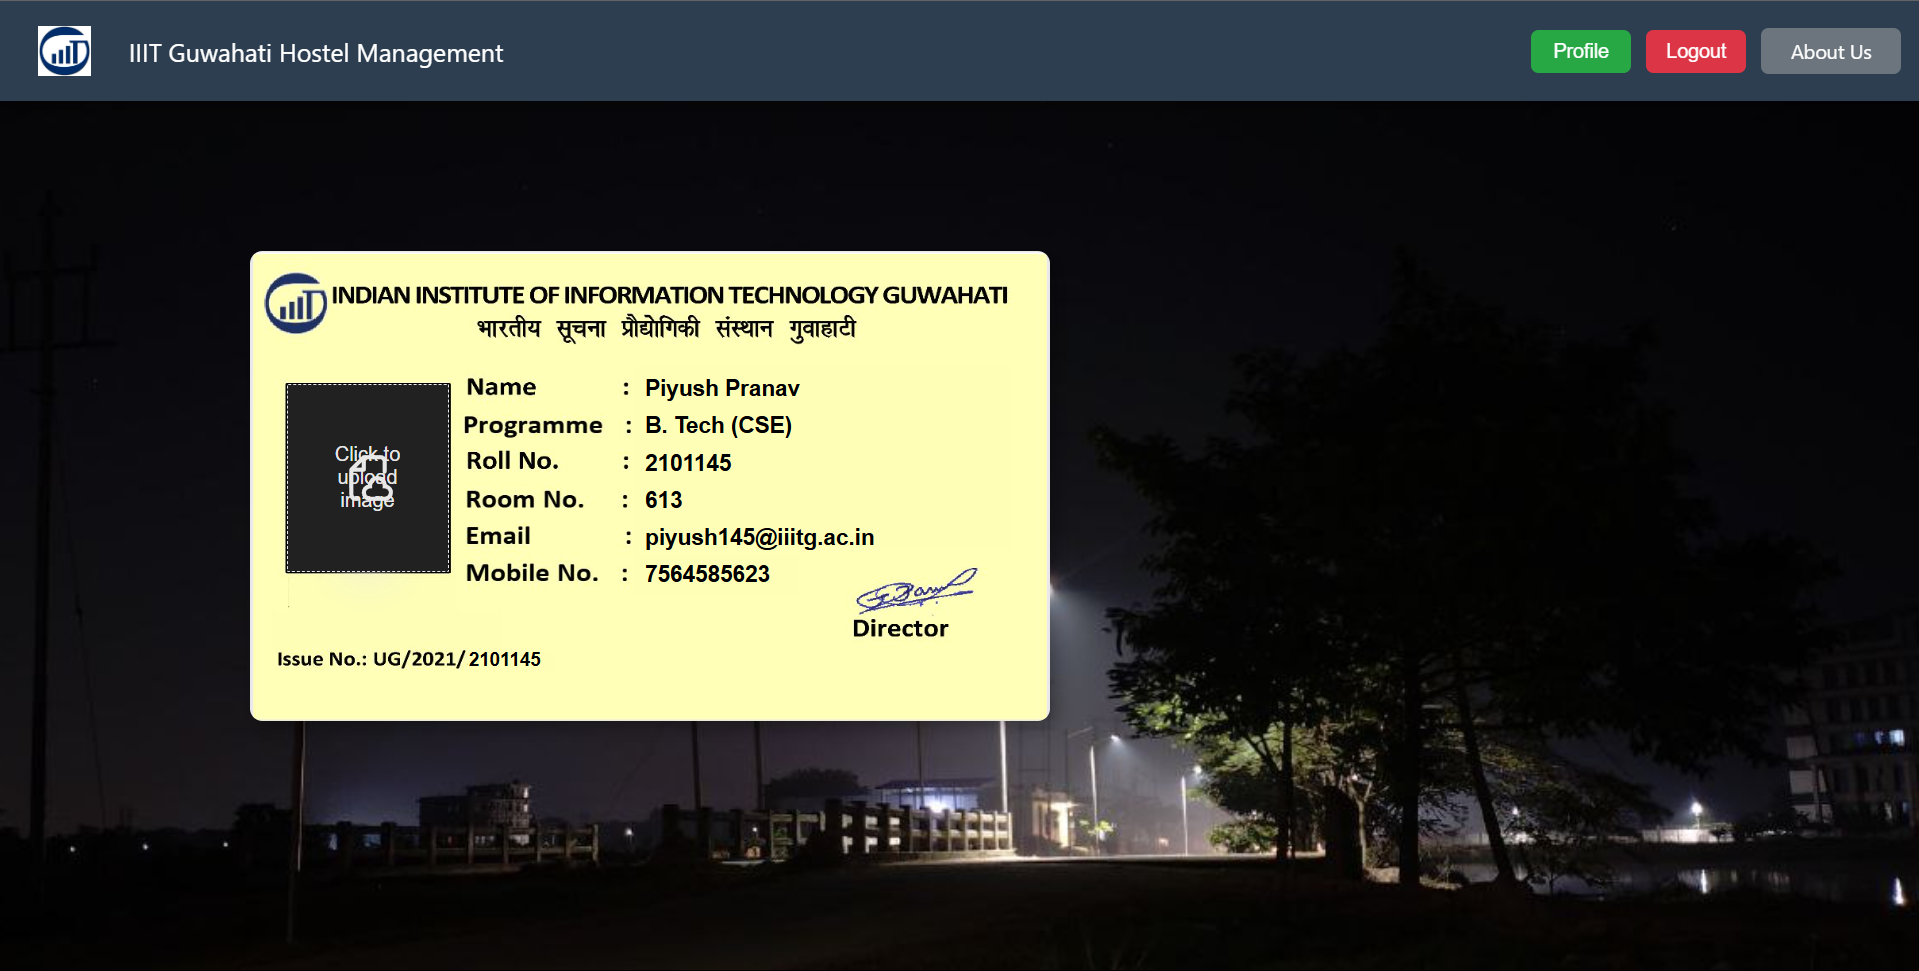 IIIT Guwahati Hostel Management
Profile
Logout
About Us
INDIAN INSTITUTE OF INFORMATION TECHNOLOGY GUWAHATI
भारतीय सूचना प्रौद्योगिकी संस्थान गुवाहाटी
Name : Piyush Pranav
Programme : B. Tech (CSE)
Roll No. : 2101145
Room No. : 613
Email : piyush145@iiitg.ac.in
Mobile No. : 7564585623
Click to
upload
image
Director
Issue No.: UG/2021/2101145